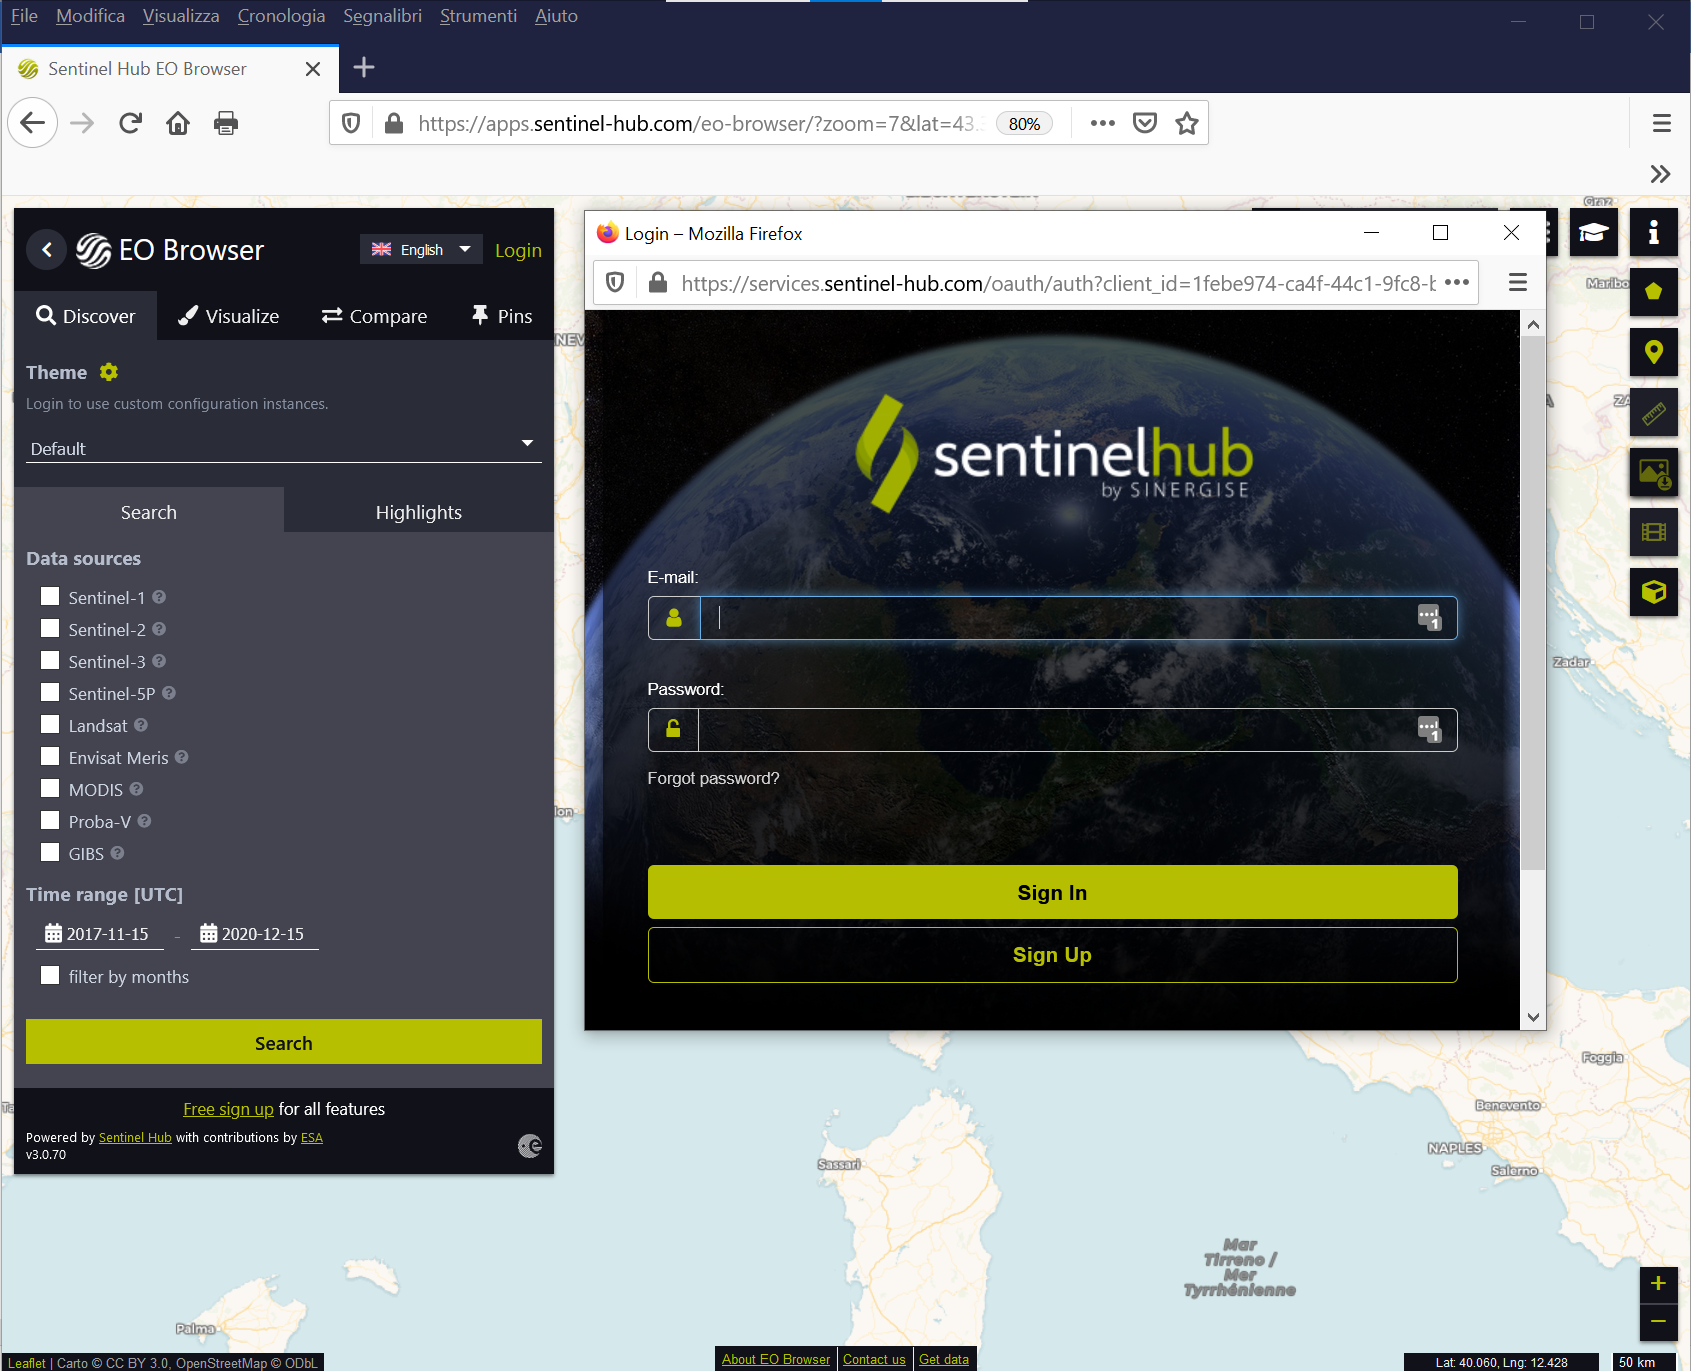 File Modifica Visualizza Cronologia Segnalibri Strumenti Aiuto
Sentinel Hub EO Browser
https://apps.sentinel-hub.com/eo-browser/?zoom=7&lat=43. 80%
EO Browser English Login
Discover Visualize Compare Pins
Theme
Login to use custom configuration instances.
Default
Search Highlights
Data sources
Sentinel-1
Sentinel-2
Sentinel-3
Sentinel-5P
Landsat
Envisat Meris
MODIS
Proba-V
GIBS
Time range [UTC]
2017-11-15 - 2020-12-15
filter by months
Search
Free sign up for all features
Powered by Sentinel Hub with contributions by ESA
v3.0.70
Login – Mozilla Firefox
https://services.sentinel-hub.com/oauth/auth?client_id=1febe974-ca4f-44c1-9fc8-b
sentinelhub
by SINERGISE
E-mail:
1
Password:
1
Forgot password?
Sign In
Sign Up
Graz
Maribo
NEV
ZA
Zadar
lon
Foggia
Benevento
NAPLES
Salerno
Sassari
Mar
Tirreno /
Mer
Tyrrhénienne
Palma
+
−
Leaflet | Carto © CC BY 3.0, OpenStreetMap © ODbL
About EO Browser Contact us Get data
Lat: 40.060, Lng: 12.428 50 km